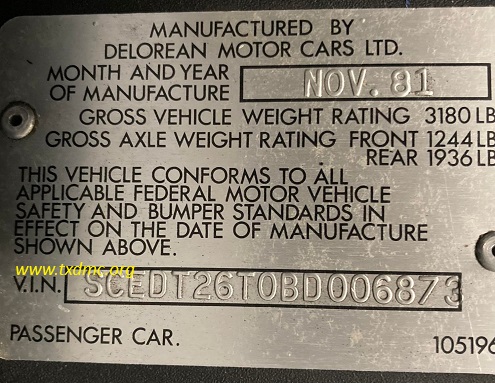 MANUFACTURED BY
DELOREAN MOTOR CARS LTD.
MONTH AND YEAR
OF MANUFACTURE NOV. 81
GROSS VEHICLE WEIGHT RATING 3180 LB
GROSS AXLE WEIGHT RATING FRONT 1244 LB
REAR 1936 LB
THIS VEHICLE CONFORMS TO ALL
APPLICABLE FEDERAL MOTOR VEHICLE
SAFETY AND BUMPER STANDARDS IN
EFFECT ON THE DATE OF MANUFACTURE
SHOWN ABOVE.
www.txdmc.org
V.I.N. SCEDT26T0BD006873
PASSENGER CAR.
105196